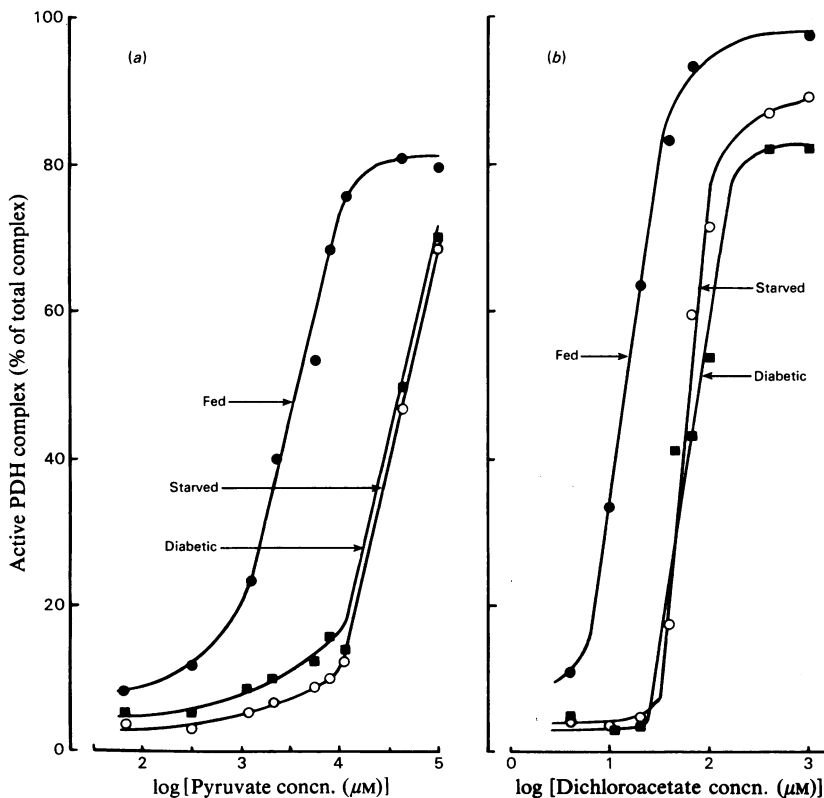 Active PDH complex (% of total complex)
100
80
60
40
20
0
(a)
Fed
Starved
Diabetic
2
3
4
5
log [Pyruvate concn. (μM)]
(b)
Fed
Starved
Diabetic
0
1
2
3
log [Dichloroacetate concn. (μM)]